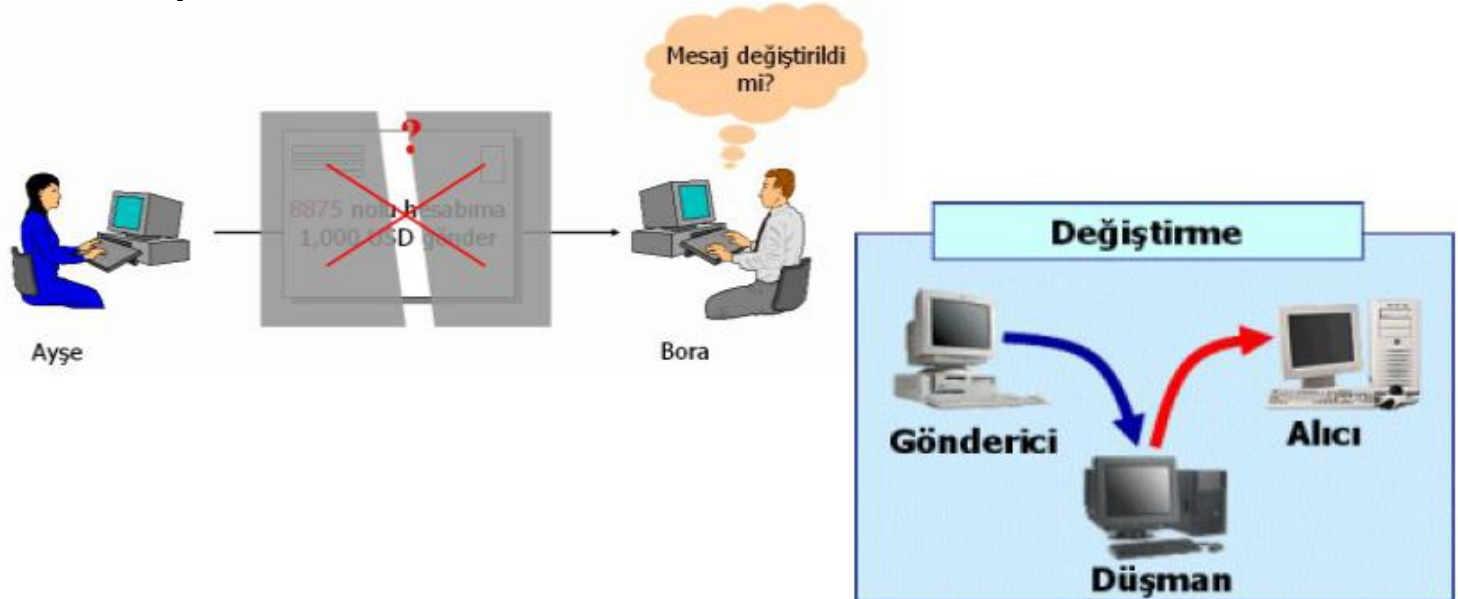 Mesaj değiştirildi
mi?
?
8875 nolu hesabıma
1,000 USD gönder
Ayşe
Bora
Değiştirme
Gönderici
Alıcı
Düşman